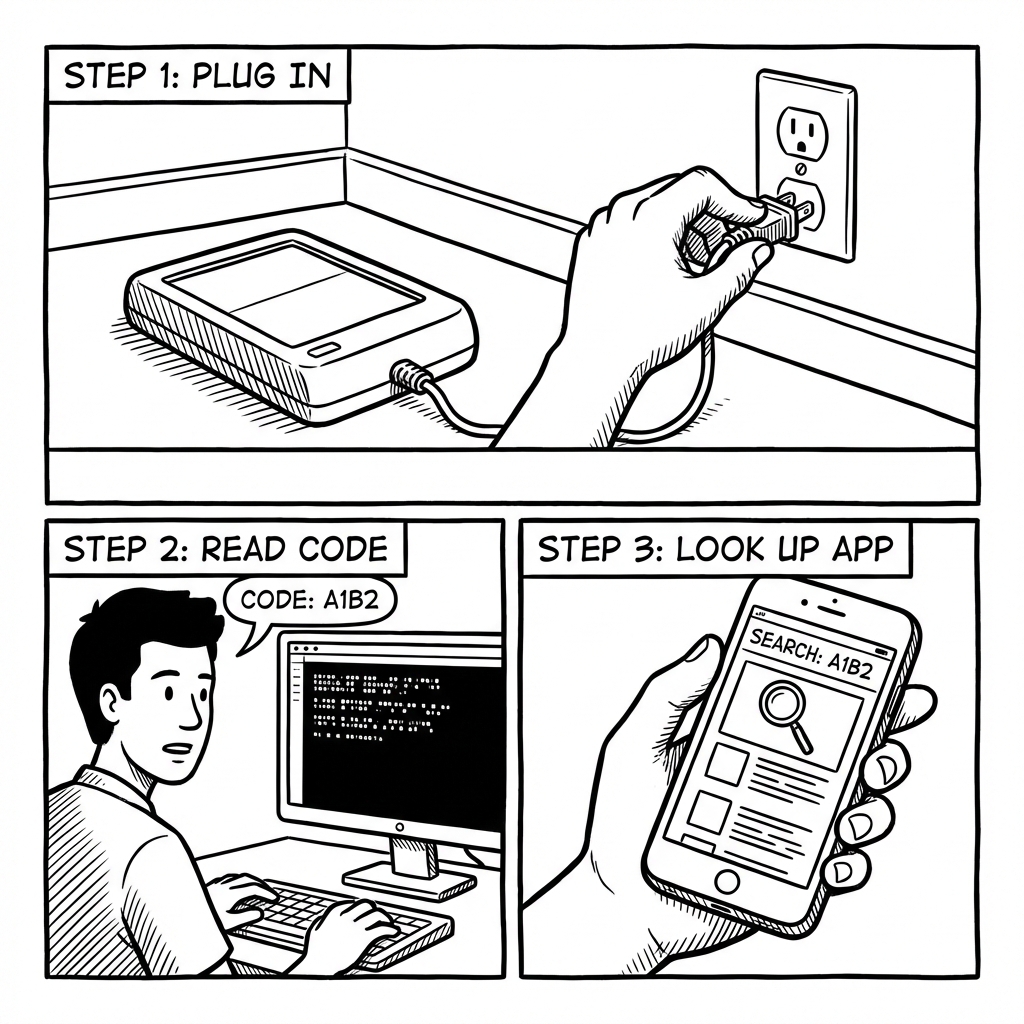 STEP 1: PLUG IN
STEP 2: READ CODE
CODE: A1B2
STEP 3: LOOK UP APP
SEARCH: A1B2